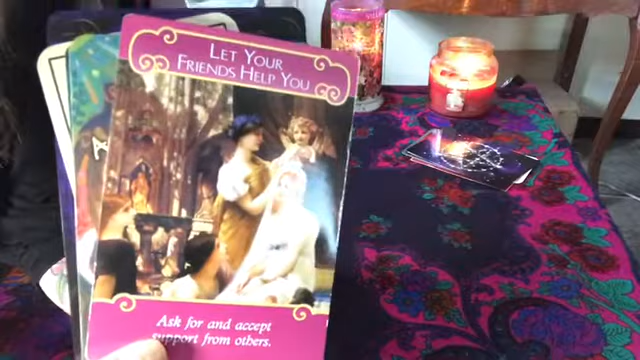 LET YOUR
FRIENDS HELP YOU
Ask for and accept
support from others.